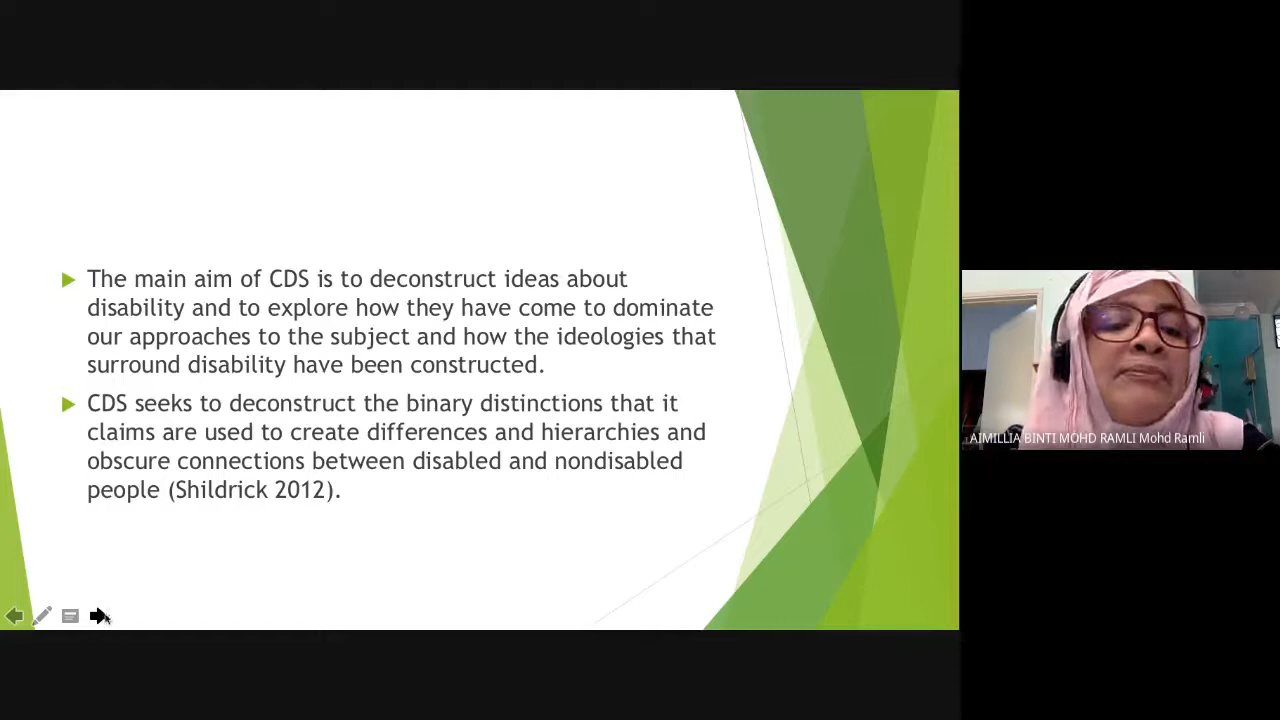 The main aim of CDS is to deconstruct ideas about
disability and to explore how they have come to dominate
our approaches to the subject and how the ideologies that
surround disability have been constructed.
CDS seeks to deconstruct the binary distinctions that it
claims are used to create differences and hierarchies and
obscure connections between disabled and nondisabled
people (Shildrick 2012).
AIMILLIA BINTI MOHD RAMLI Mohd Ramli